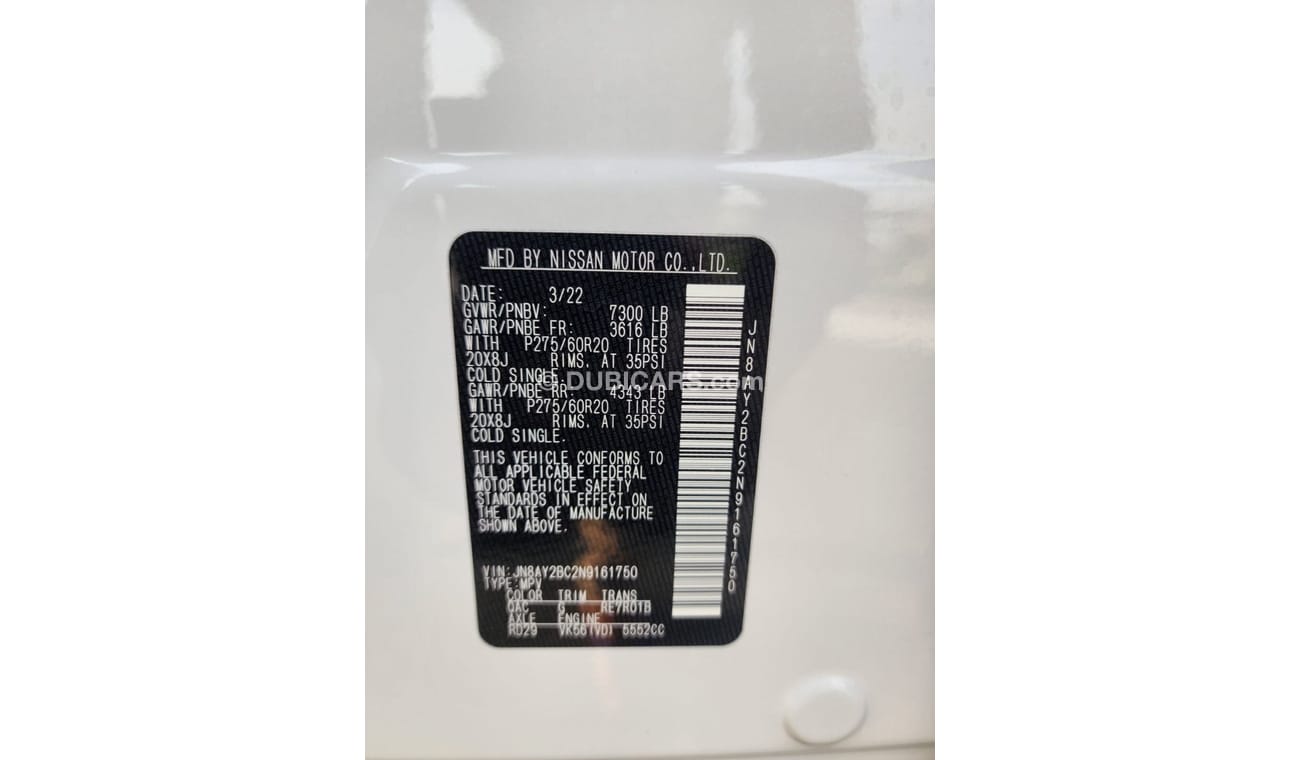 MFD BY NISSAN MOTOR CO.,LTD.
DATE: 3/22
GVWR/PNBV: 7300 LB
GAWR/PNBE FR: 3616 LB
WITH P275/60R20 TIRES
20X8J RIMS, AT 35PSI
COLD SINGLE.
GAWR/PNBE RR: 4343 LB
WITH P275/60R20 TIRES
20X8J RIMS, AT 35PSI
COLD SINGLE.
THIS VEHICLE CONFORMS TO
ALL APPLICABLE FEDERAL
MOTOR VEHICLE SAFETY
STANDARDS IN EFFECT ON
THE DATE OF MANUFACTURE
SHOWN ABOVE.
VIN: JN8AY2BC2N9161750
TYPE: MPV
COLOR TRIM TRANS
QAC G RE7R01B
AXLE ENGINE
RD29 VK56(VD) 5552CC
JN8AY2BC2N9161750
© DUBICARS.com